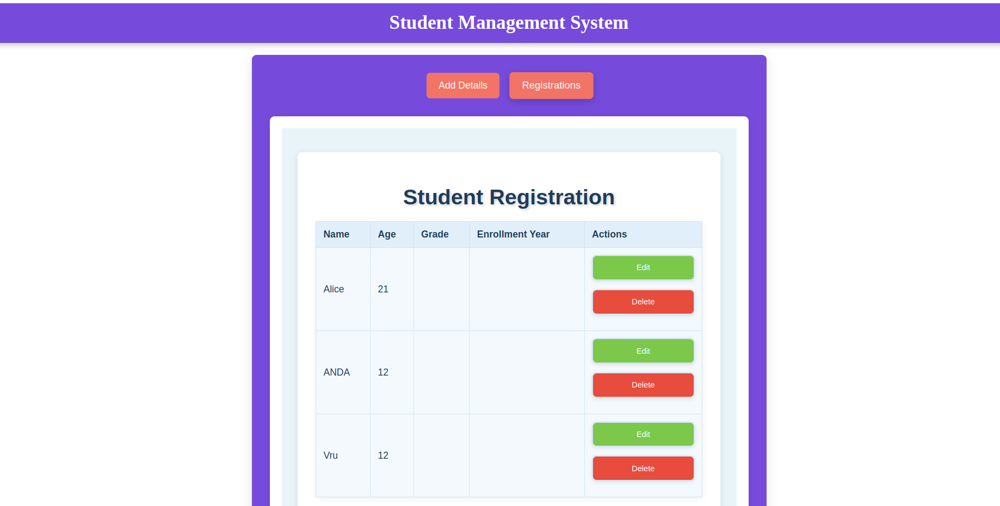 Student Management System
Add Details Registrations
Student Registration
Name Age Grade Enrollment Year Actions
Alice 21 Edit
Delete
ANDA 12 Edit
Delete
Vru 12 Edit
Delete